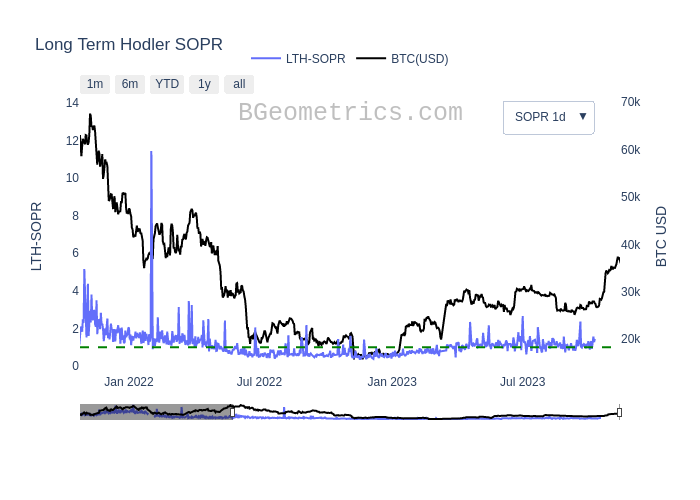 Long Term Hodler SOPR
LTH-SOPR BTC(USD)
1m 6m YTD 1y all
BGeometrics.com
SOPR 1d ▼
14
12
10
8
6
4
2
0
LTH-SOPR
70k
60k
50k
40k
30k
20k
BTC USD
Jan 2022 Jul 2022 Jan 2023 Jul 2023